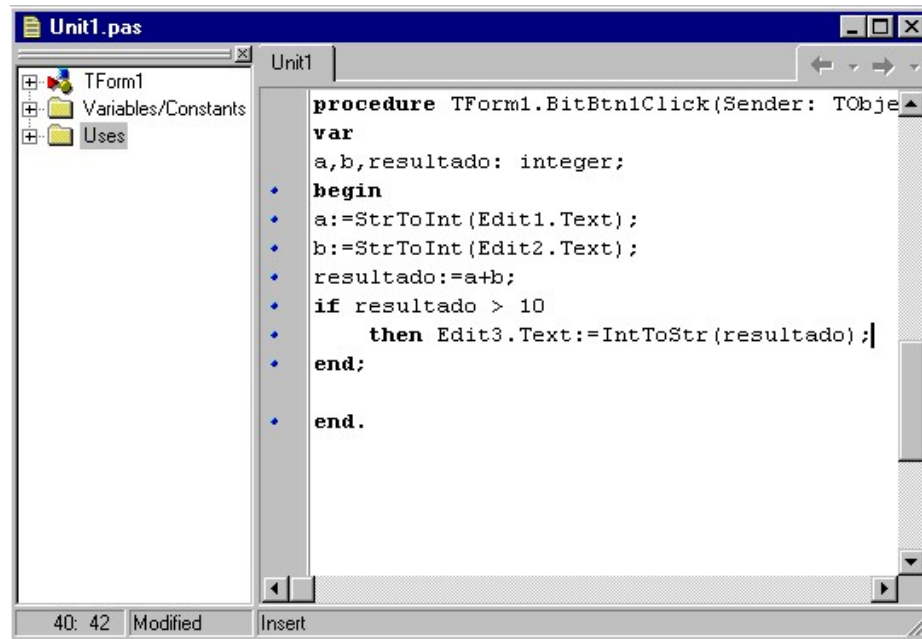 Unit1.pas
TForm1
Variables/Constants
Uses
Unit1
procedure TForm1.BitBtn1Click(Sender: TObje
var
a,b,resultado: integer;
begin
a:=StrToInt(Edit1.Text);
b:=StrToInt(Edit2.Text);
resultado:=a+b;
if resultado > 10
then Edit3.Text:=IntToStr(resultado);
end;
end.
40: 42 Modified Insert